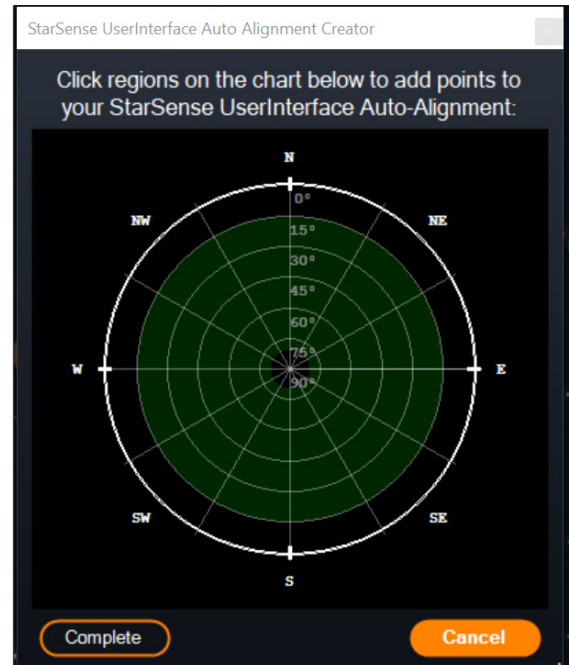 StarSense UserInterface Auto Alignment Creator
x
Click regions on the chart below to add points to
your StarSense UserInterface Auto-Alignment:
N
0°
NW
NE
15°
30°
45°
60°
75°
W
E
90°
SW
SE
S
Complete
Cancel